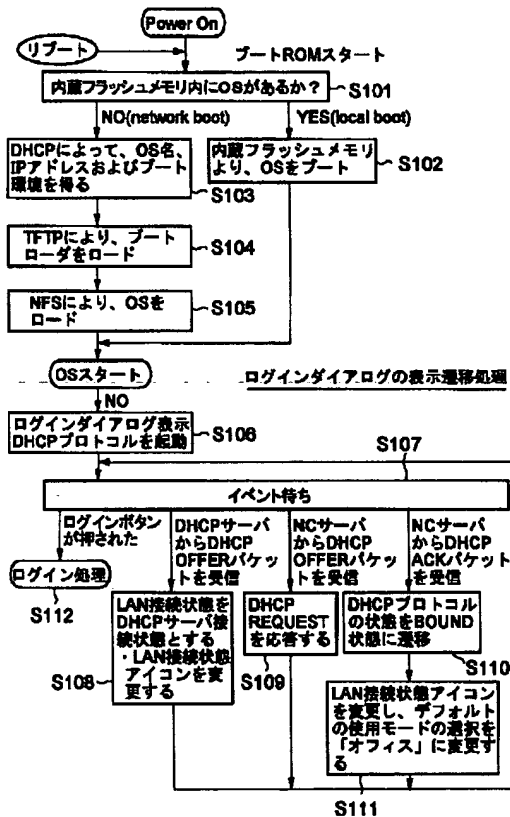 Power On
リブート
ブートROMスタート
内蔵フラッシュメモリ内にOSがあるか?
S101
NO(network boot)
YES(local boot)
DHCPによって、OS名、
IPアドレスおよびブート
環境を得る
S103
内蔵フラッシュメモリ
より、OSをブート
S102
TFTPにより、ブート
ローダをロード
S104
NFSにより、OSを
ロード
S105
OSスタート
ログインダイアログの表示遷移処理
NO
ログインダイアログ表示
DHCPプロトコルを起動
S106
S107
イベント待ち
ログインボタン
が押された
ログイン処理
S112
DHCPサーバ
からDHCP
OFFERパケッ
トを受信
LAN接続状態を
DHCPサーバ接
続状態とする
・LAN接続状態
アイコンを変
更する
S108
NCサーバ
からDHCP
OFFERパケッ
トを受信
DHCP
REQUEST
を応答する
S109
NCサーバ
からDHCP
ACKパケット
を受信
DHCPプロトコル
の状態をBOUND
状態に遷移
S110
LAN接続状態アイコン
を変更し、デフォルト
の使用モードの選択を
「オフィス」に変更す
る
S111